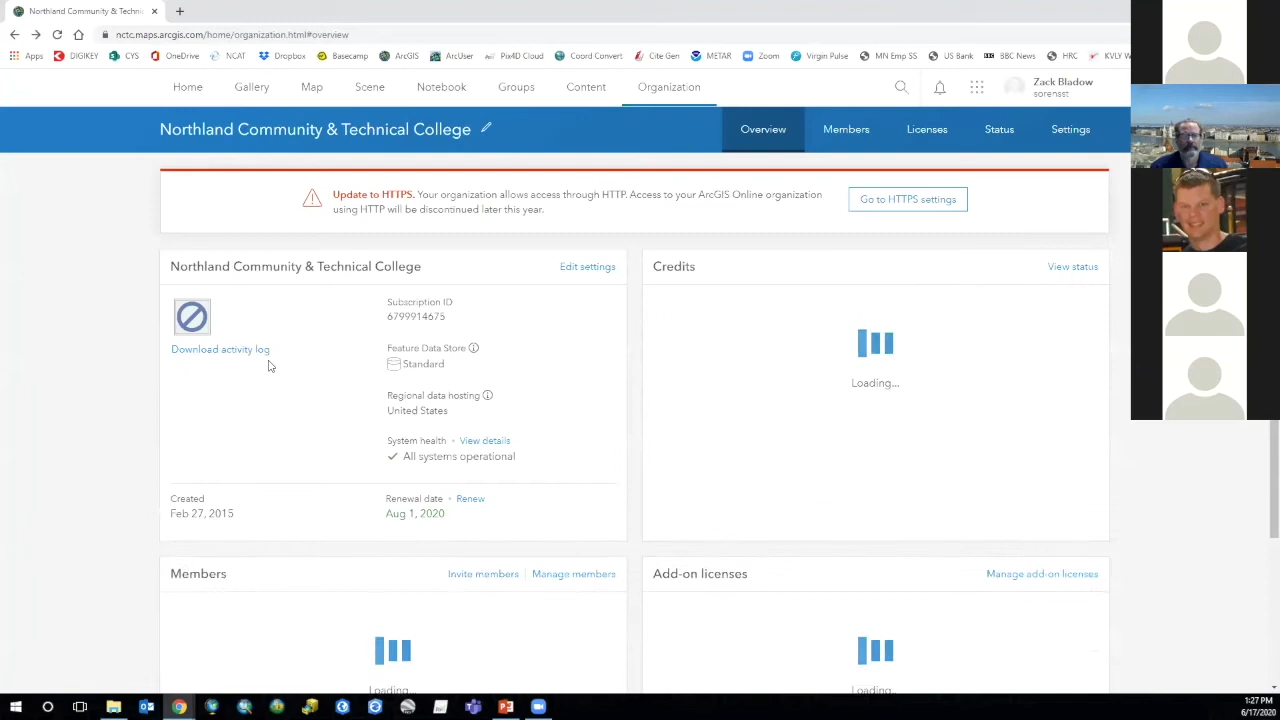 Northland Community & Technic
nctc.maps.arcgis.com/home/organization.html#overview
Apps DIGIKEY CYS OneDrive NCAT Dropbox Basecamp ArcGIS ArcUser Pix4D Cloud Coord Convert Cite Gen METAR Zoom Virgin Pulse MN Emp SS US Bank BBC News HRC KVLY W
Home Gallery Map Notebook Groups Content Organization
Zack Bladow
sorensst
Northland Community & Technical College
Overview Members Licenses Status Settings
Update to HTTPS. Your organization allows access through HTTP. Access to your ArcGIS Online organization
using HTTP will be discontinued later this year.
Go to HTTPS settings
Northland Community & Technical College Edit settings
Download activity log
Subscription ID
6799914675
Feature Data Store
Standard
Regional data hosting
United States
System health • View details
All systems operational
Created
Feb 27, 2015
Renewal date • Renew
Aug 1, 2020
Credits View status
Loading...
Members Invite members Manage members
Loading...
Add-on licenses Manage add-on licenses
Loading...
1:27 PM
6/17/2020